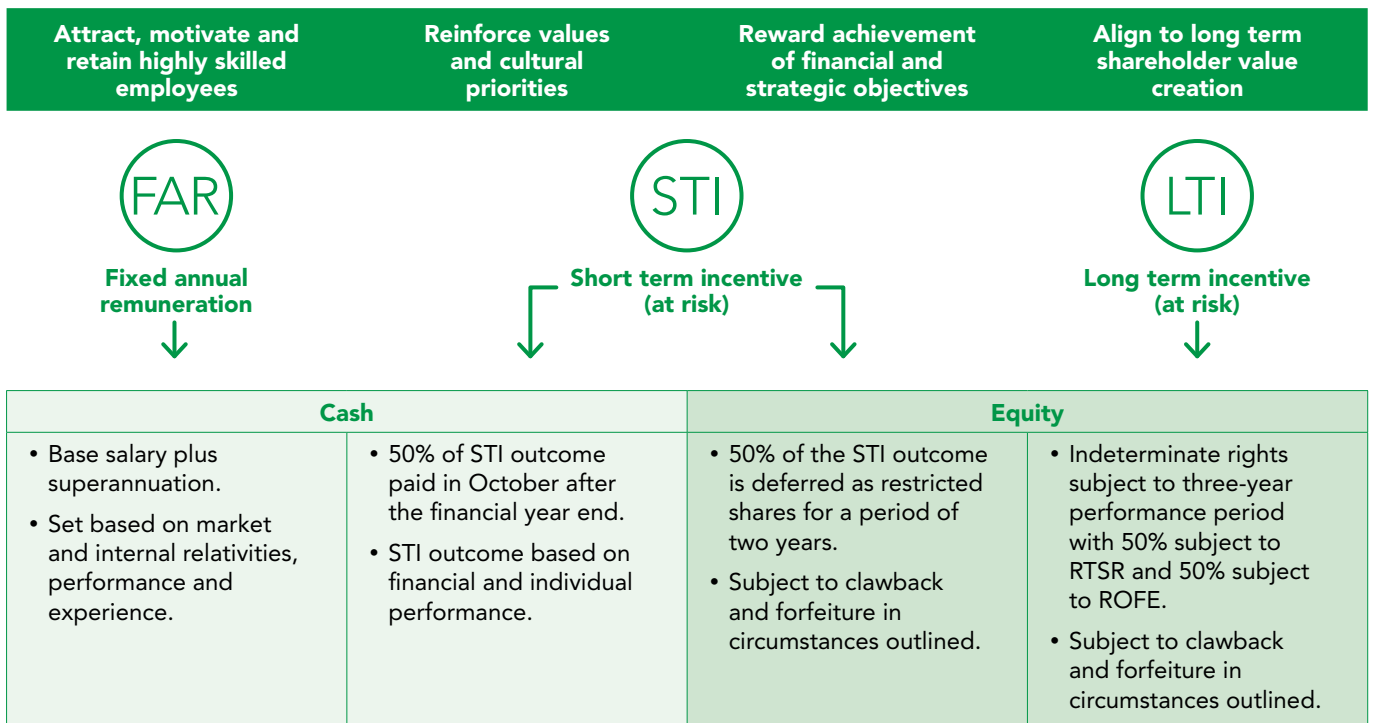 Attract, motivate and
retain highly skilled
employees
Reinforce values
and cultural
priorities
Reward achievement
of financial and
strategic objectives
Align to long term
shareholder value
creation
FAR
Fixed annual
remuneration
STI
Short term incentive
(at risk)
LTI
Long term incentive
(at risk)
Cash
Equity
• Base salary plus
superannuation.
• Set based on market
and internal relativities,
performance and
experience.
• 50% of STI outcome
paid in October after
the financial year end.
• STI outcome based on
financial and individual
performance.
• 50% of the STI outcome
is deferred as restricted
shares for a period of
two years.
• Subject to clawback
and forfeiture in
circumstances outlined.
• Indeterminate rights
subject to three-year
performance period
with 50% subject to
RTSR and 50% subject
to ROFE.
• Subject to clawback
and forfeiture in
circumstances outlined.